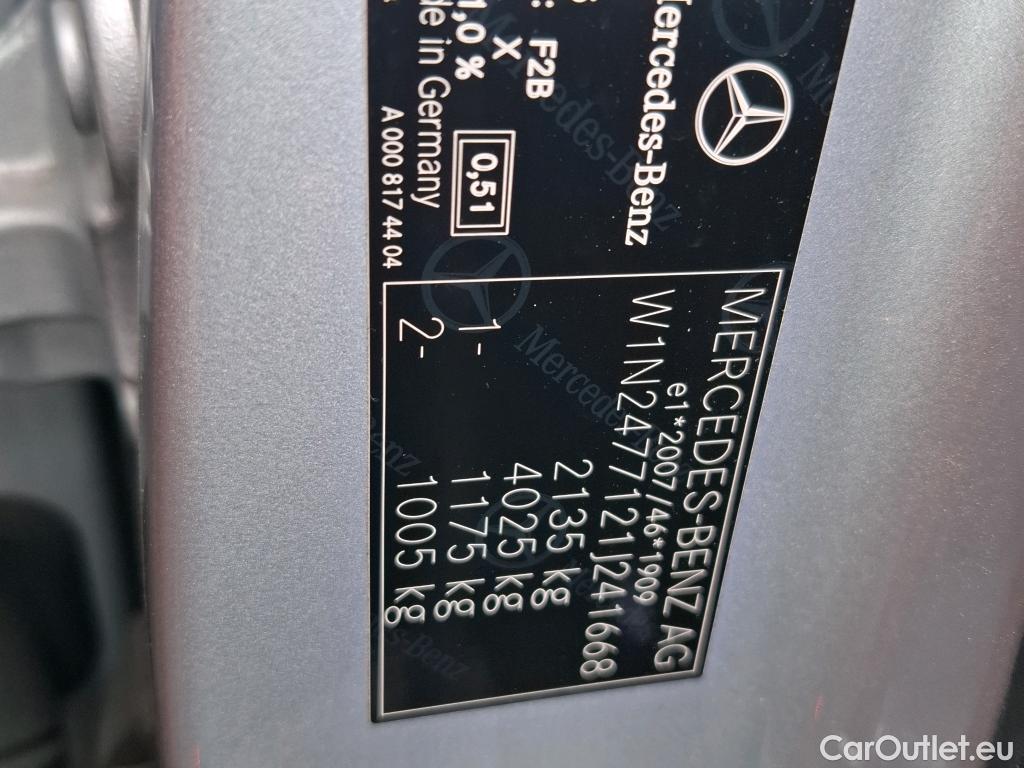 Mercedes-Benz
F2B
X
1,0 %
0,51
de in Germany
A 000 817 44 04
MERCEDES-BENZ AG
e1*2007/46*1909
W1N2477121J241668
2135 kg
4025 kg
1- 1175 kg
2- 1005 kg
CarOutlet.eu